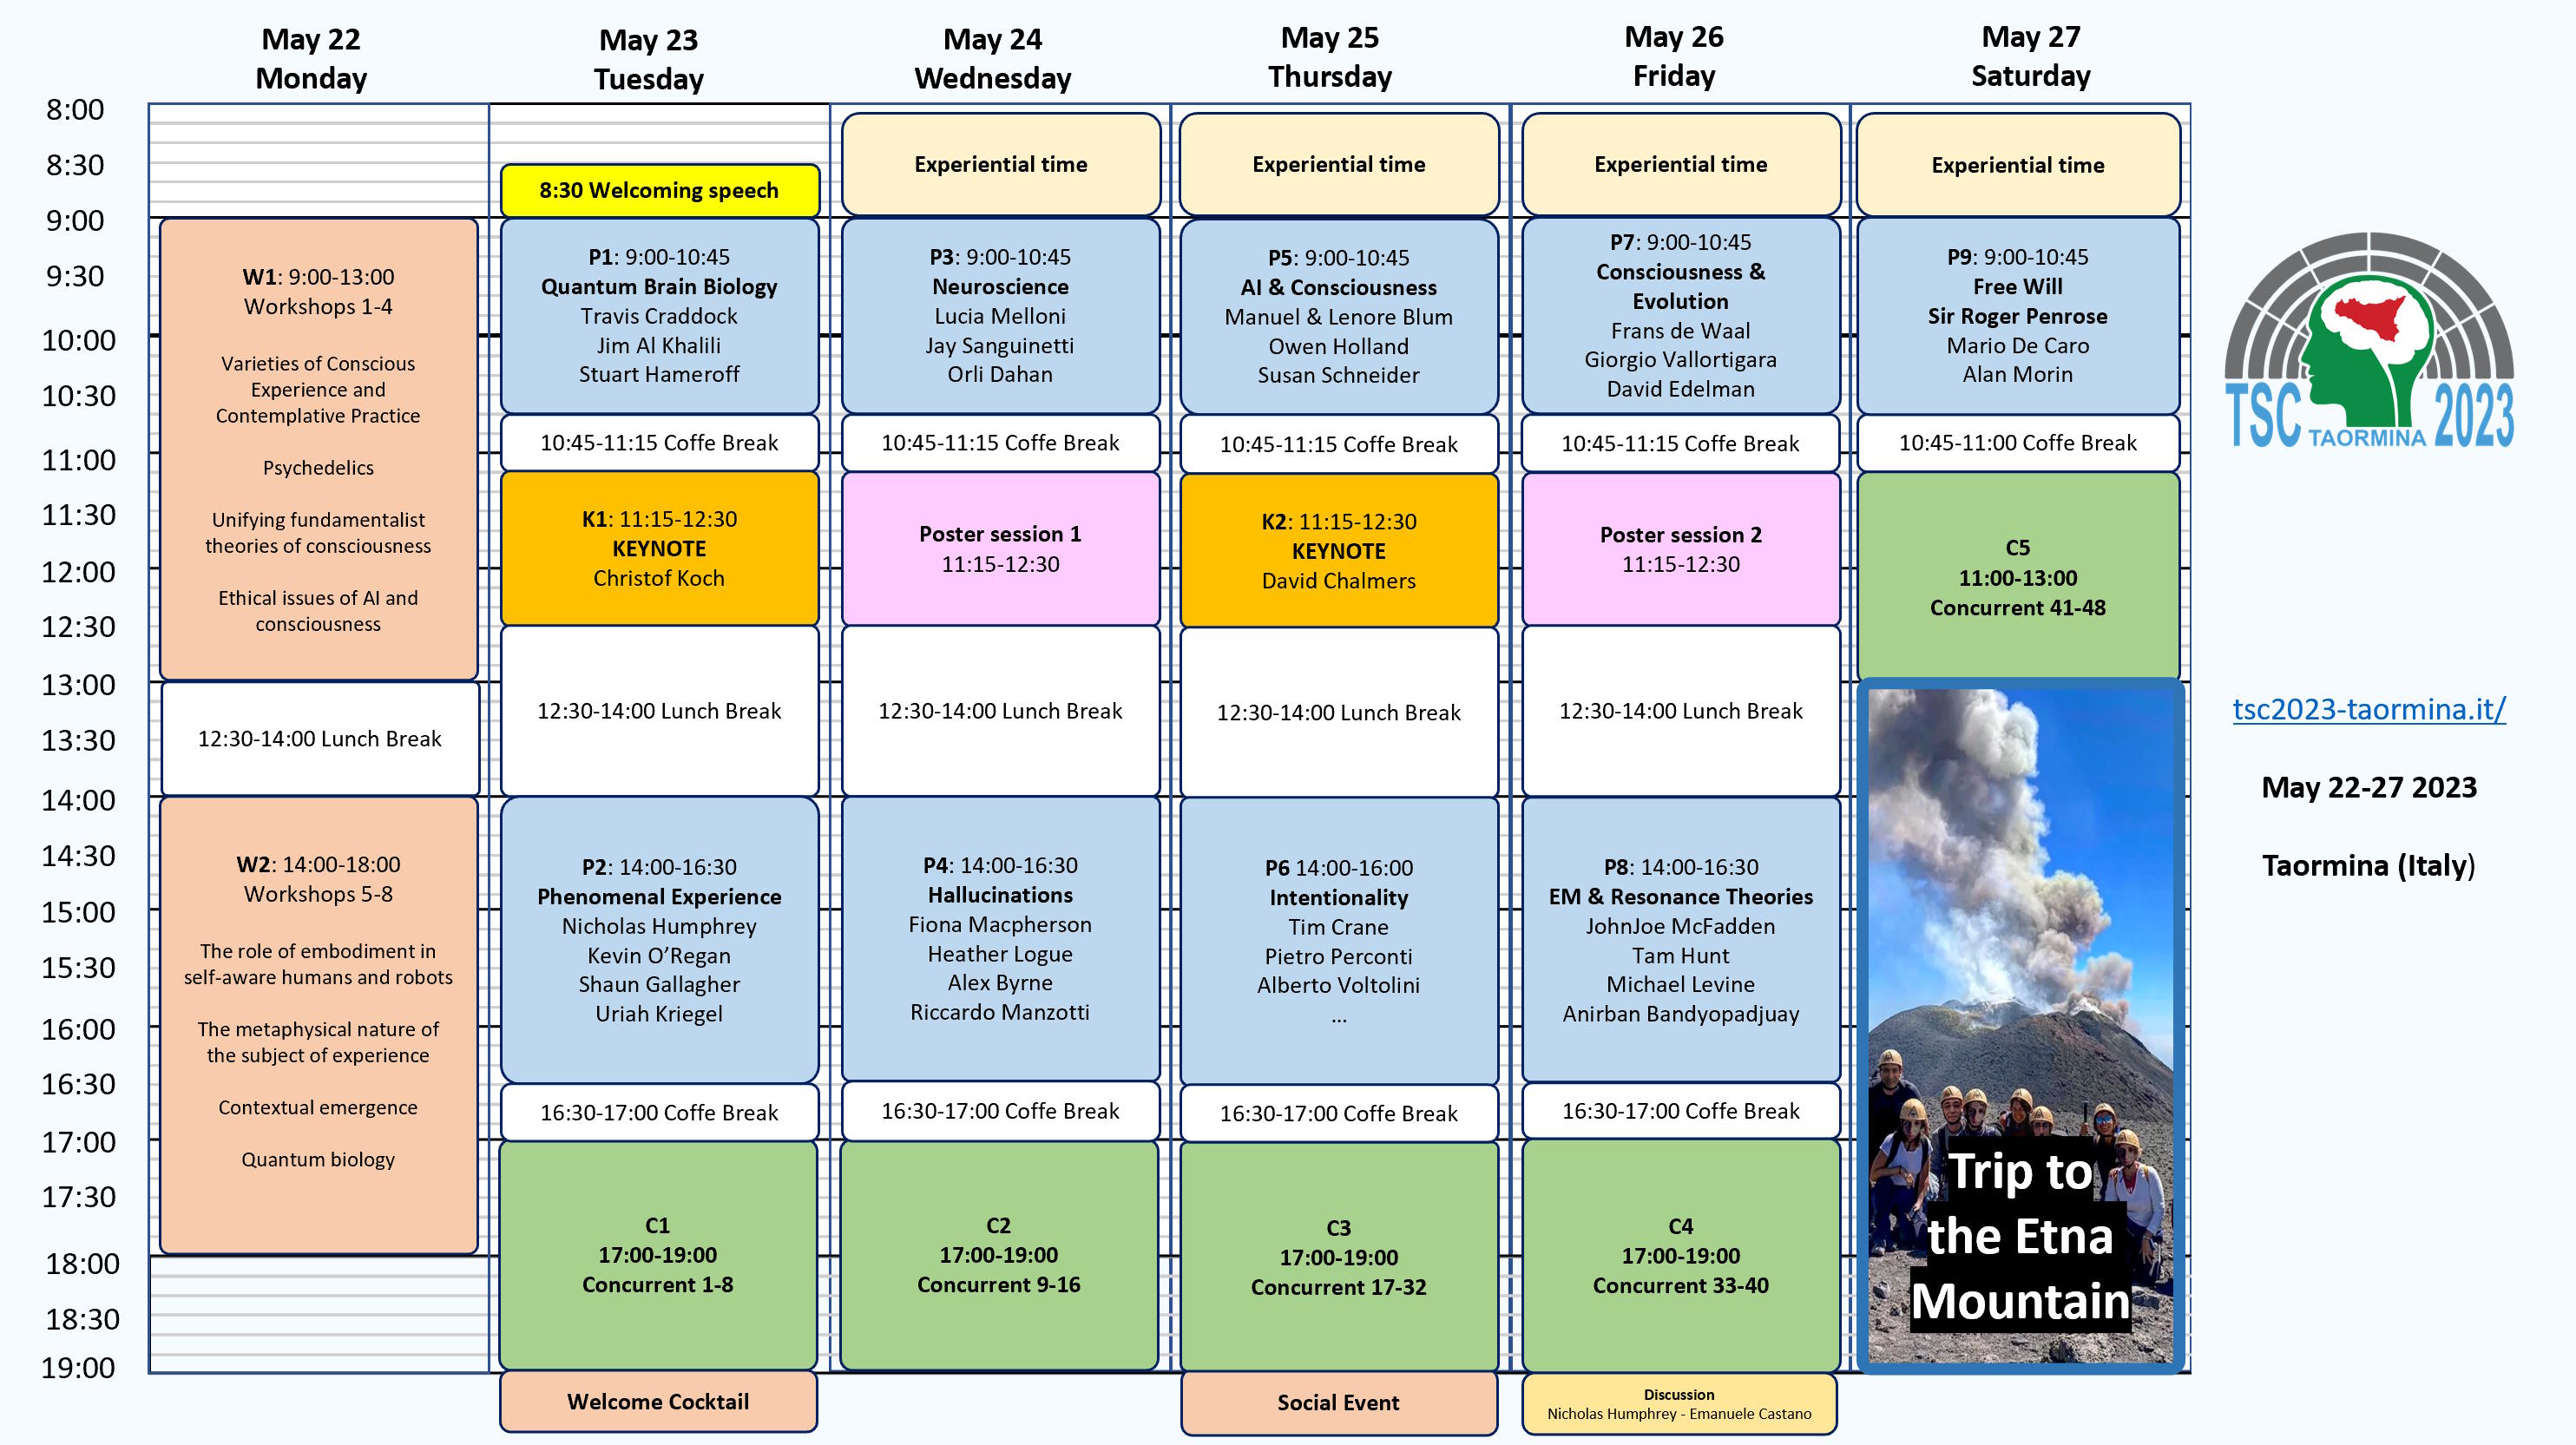 May 22
Monday
May 23
Tuesday
May 24
Wednesday
May 25
Thursday
May 26
Friday
May 27
Saturday
8:00
8:30
9:00
9:30
10:00
10:30
11:00
11:30
12:00
12:30
13:00
13:30
14:00
14:30
15:00
15:30
16:00
16:30
17:00
17:30
18:00
18:30
19:00
W1: 9:00-13:00
Workshops 1-4
Varieties of Conscious
Experience and
Contemplative Practice
Psychedelics
Unifying fundamentalist
theories of consciousness
Ethical issues of AI and
consciousness
12:30-14:00 Lunch Break
W2: 14:00-18:00
Workshops 5-8
The role of embodiment in
self-aware humans and robots
The metaphysical nature of
the subject of experience
Contextual emergence
Quantum biology
8:30 Welcoming speech
P1: 9:00-10:45
Quantum Brain Biology
Travis Craddock
Jim Al Khalili
Stuart Hameroff
10:45-11:15 Coffe Break
K1: 11:15-12:30
KEYNOTE
Christof Koch
12:30-14:00 Lunch Break
P2: 14:00-16:30
Phenomenal Experience
Nicholas Humphrey
Kevin O’Regan
Shaun Gallagher
Uriah Kriegel
16:30-17:00 Coffe Break
C1
17:00-19:00
Concurrent 1-8
Welcome Cocktail
Experiential time
P3: 9:00-10:45
Neuroscience
Lucia Melloni
Jay Sanguinetti
Orli Dahan
10:45-11:15 Coffe Break
Poster session 1
11:15-12:30
12:30-14:00 Lunch Break
P4: 14:00-16:30
Hallucinations
Fiona Macpherson
Heather Logue
Alex Byrne
Riccardo Manzotti
16:30-17:00 Coffe Break
C2
17:00-19:00
Concurrent 9-16
Experiential time
P5: 9:00-10:45
AI & Consciousness
Manuel & Lenore Blum
Owen Holland
Susan Schneider
10:45-11:15 Coffe Break
K2: 11:15-12:30
KEYNOTE
David Chalmers
12:30-14:00 Lunch Break
P6 14:00-16:00
Intentionality
Tim Crane
Pietro Perconti
Alberto Voltolini
...
16:30-17:00 Coffe Break
C3
17:00-19:00
Concurrent 17-32
Social Event
Experiential time
P7: 9:00-10:45
Consciousness &
Evolution
Frans de Waal
Giorgio Vallortigara
David Edelman
10:45-11:15 Coffe Break
Poster session 2
11:15-12:30
12:30-14:00 Lunch Break
P8: 14:00-16:30
EM & Resonance Theories
JohnJoe McFadden
Tam Hunt
Michael Levine
Anirban Bandyopadjuay
16:30-17:00 Coffe Break
C4
17:00-19:00
Concurrent 33-40
Discussion
Nicholas Humphrey - Emanuele Castano
Experiential time
P9: 9:00-10:45
Free Will
Sir Roger Penrose
Mario De Caro
Alan Morin
10:45-11:00 Coffe Break
C5
11:00-13:00
Concurrent 41-48
Trip to
the Etna
Mountain
TSC TAORMINA 2023
tsc2023-taormina.it/
May 22-27 2023
Taormina (Italy)